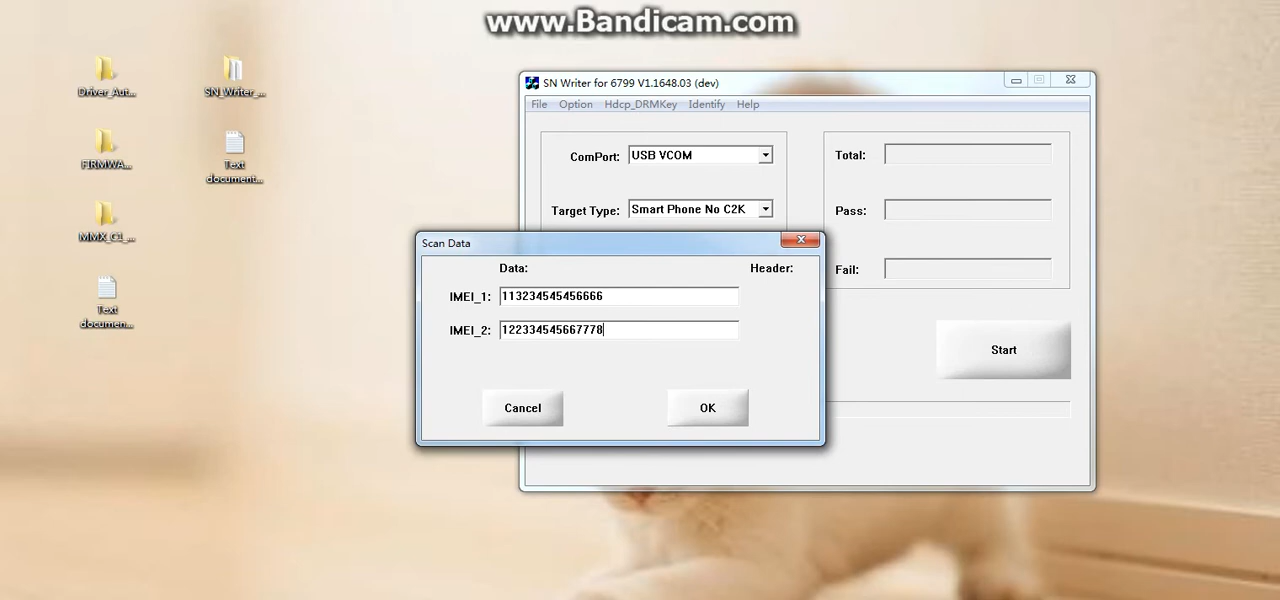 www.Bandicam.com
Driver_Aut...
SN_Writer_...
FIRMWA...
Text
document...
MMX_C1_...
Text
documen...
SN Writer for 6799 V1.1648.03 (dev)
File Option Hdcp_DRMKey Identify Help
ComPort: USB VCOM
Target Type: Smart Phone No C2K
Total:
Pass:
Fail:
Start
Scan Data
Data: Header:
IMEI_1: 113234545456666
IMEI_2: 122334545667778
Cancel OK